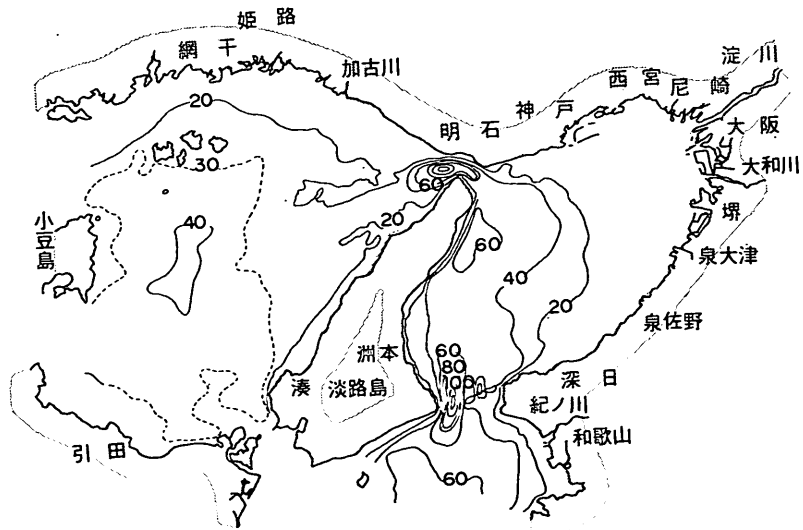 姫路
網干
加古川
淀川
西宮
尼崎
神戸
明石
大阪
大和川
堺
泉大津
泉佐野
小豆島
洲本
湊
淡路島
深日
紀ノ川
和歌山
引田
20
30
40
60
20
60
40
20
60
80
100
60